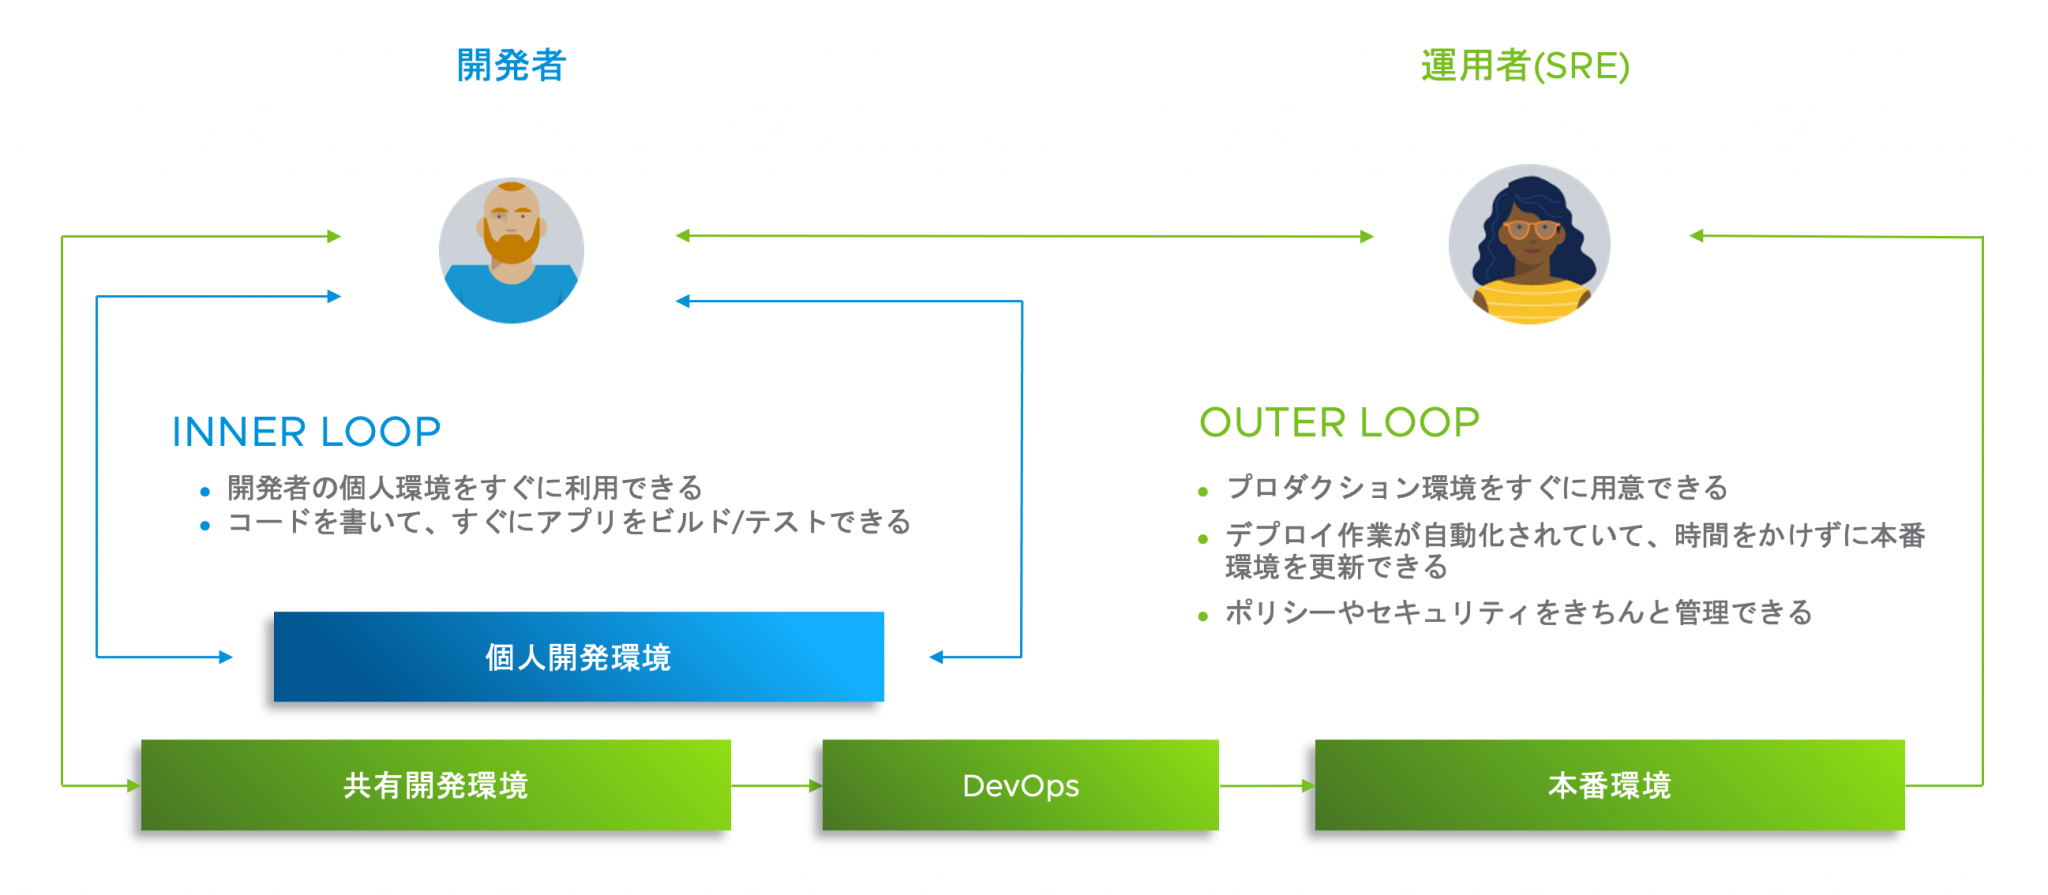 開発者
運用者(SRE)
INNER LOOP
開発者の個人環境をすぐに利用できる
コードを書いて、すぐにアプリをビルド/テストできる
OUTER LOOP
プロダクション環境をすぐに用意できる
デプロイ作業が自動化されていて、時間をかけずに本番
環境を更新できる
ポリシーやセキュリティをきちんと管理できる
個人開発環境
共有開発環境
DevOps
本番環境